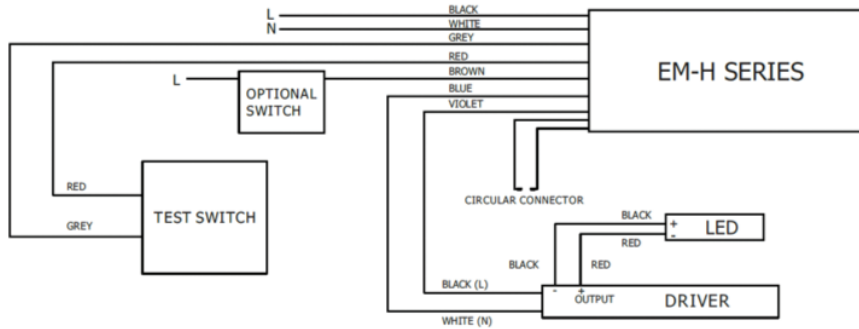 L
BLACK
N
WHITE
GREY
RED
L
BROWN
OPTIONAL
SWITCH
BLUE
VIOLET
EM-H SERIES
RED
TEST SWITCH
GREY
CIRCULAR CONNECTOR
BLACK
+
LED
-
RED
BLACK
RED
BLACK (L)
-
+
OUTPUT
DRIVER
WHITE (N)